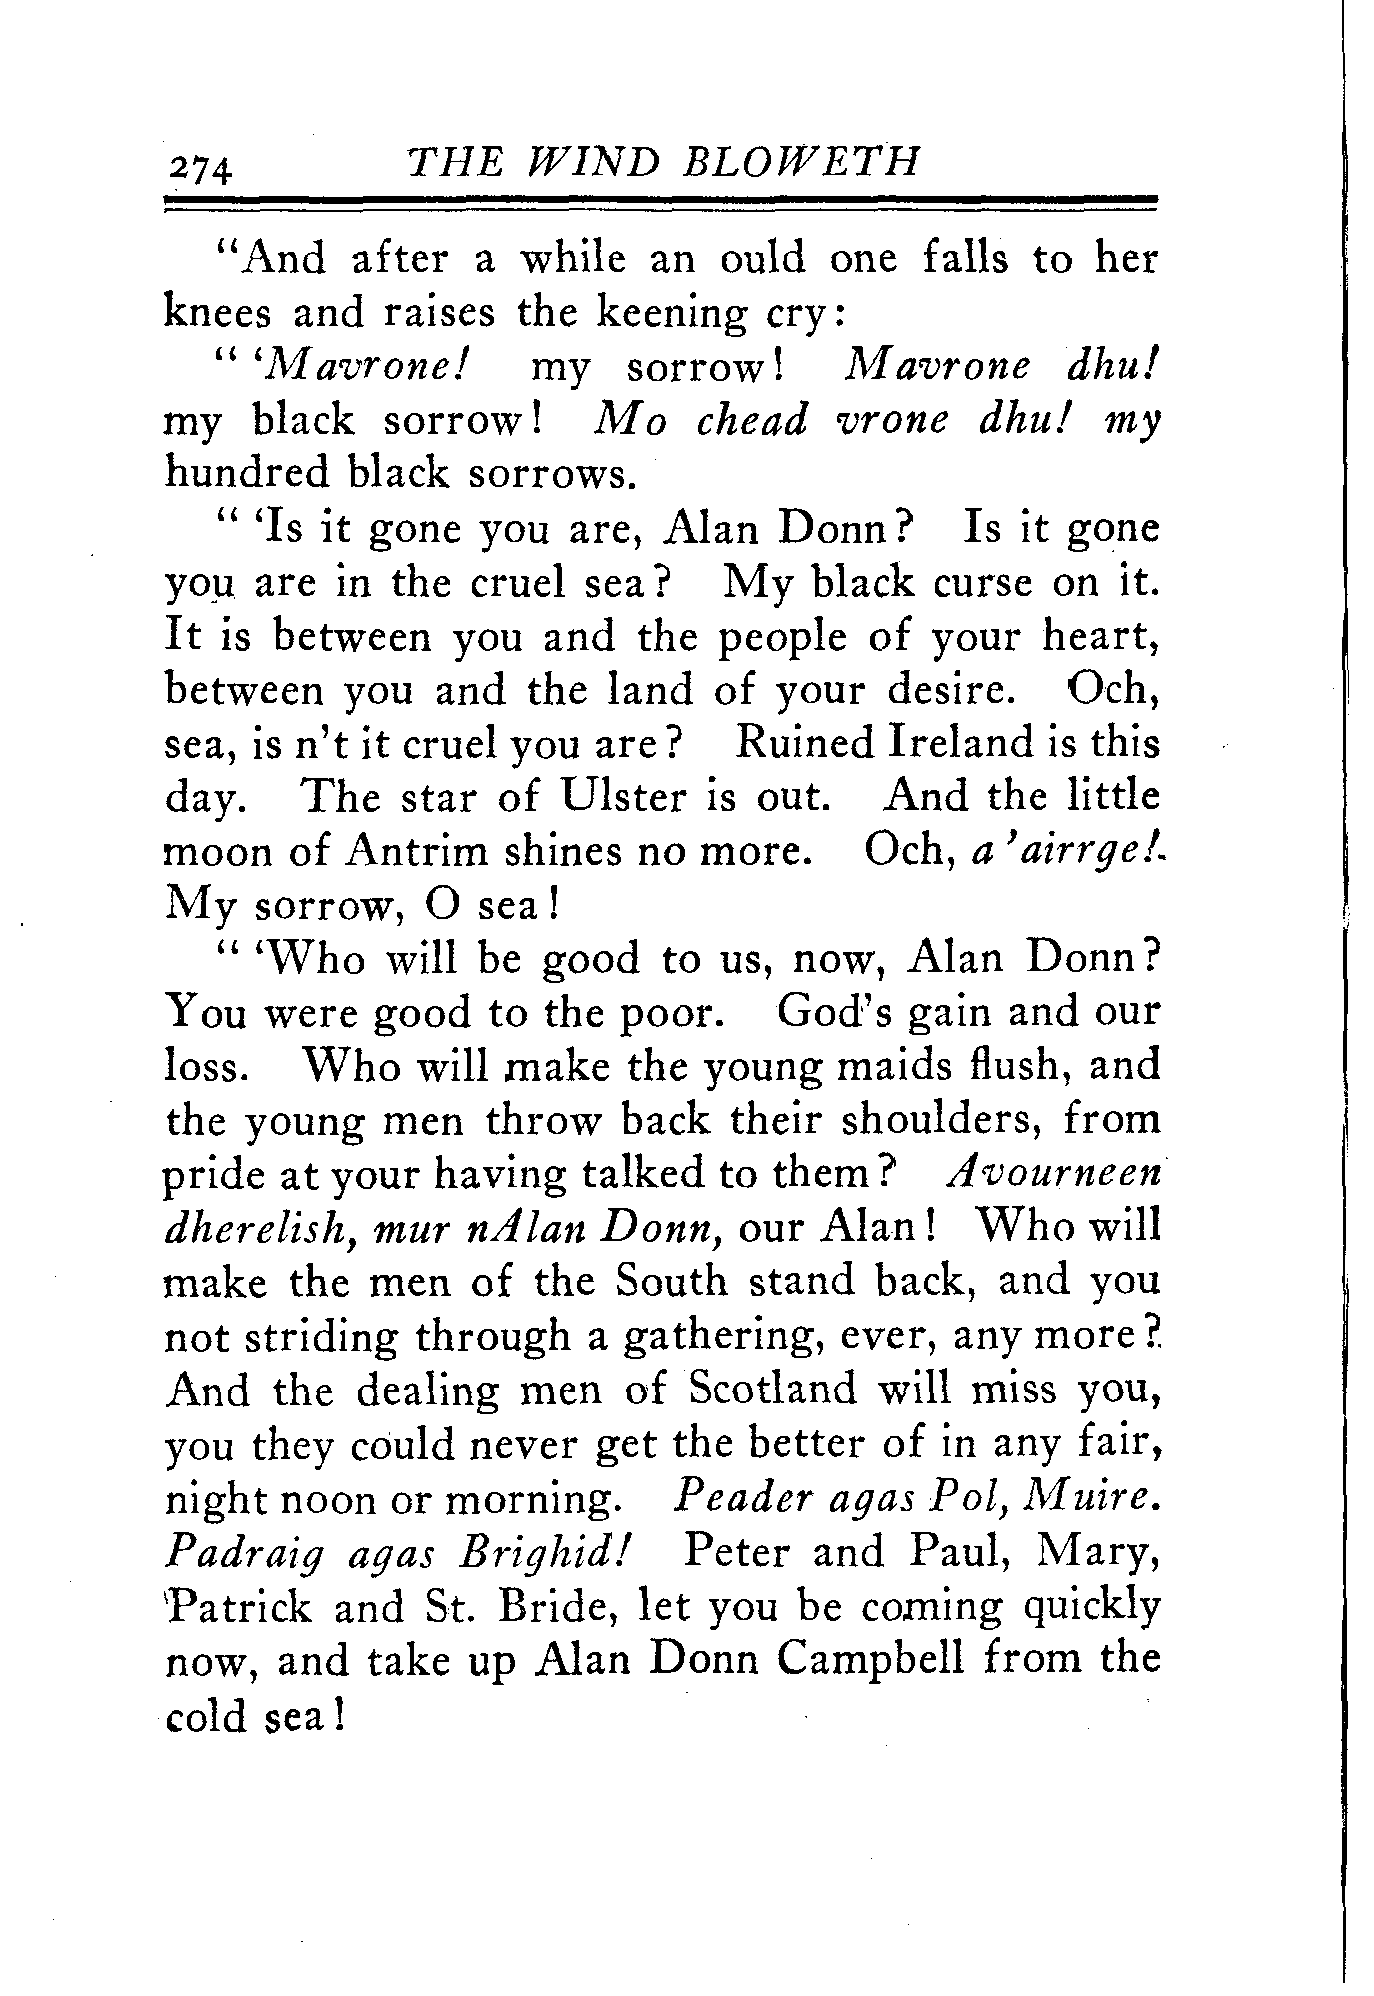 274 THE WIND BLOWETH
"And after a while an ould one falls to her
knees and raises the keening cry:
" 'Mavrone! my sorrow! Mavrone dhu!
my black sorrow! Mo chead vrone dhu! my
hundred black sorrows.
" 'Is it gone you are, Alan Donn? Is it gone
you are in the cruel sea? My black curse on it.
It is between you and the people of your heart,
between you and the land of your desire. Och,
sea, is n't it cruel you are? Ruined Ireland is this
day. The star of Ulster is out. And the little
moon of Antrim shines no more. Och, a 'airrge!
My sorrow, O sea!
" 'Who will be good to us, now, Alan Donn?
You were good to the poor. God's gain and our
loss. Who will make the young maids flush, and
the young men throw back their shoulders, from
pride at your having talked to them? Avourneen
dherelish, mur nAlan Donn, our Alan! Who will
make the men of the South stand back, and you
not striding through a gathering, ever, any more?
And the dealing men of Scotland will miss you,
you they could never get the better of in any fair,
night noon or morning. Peader agas Pol, Muire.
Padraig agas Brighid! Peter and Paul, Mary,
Patrick and St. Bride, let you be coming quickly
now, and take up Alan Donn Campbell from the
cold sea!